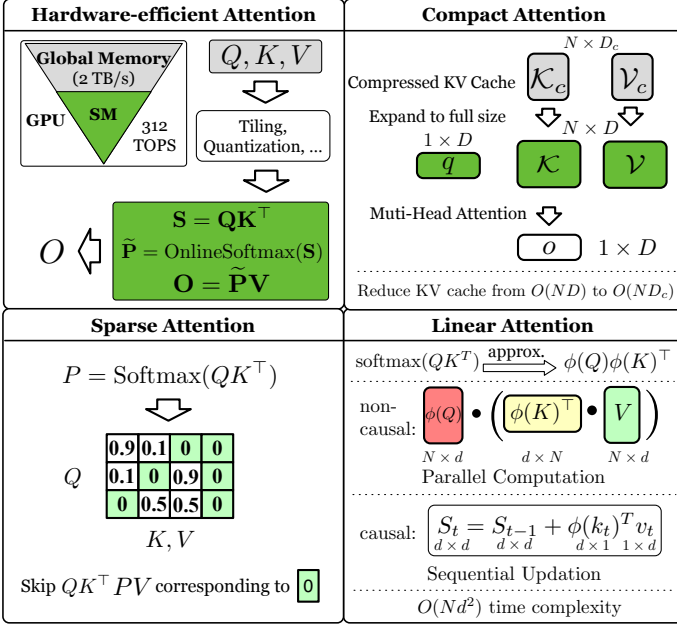 Hardware-efficient Attention
Global Memory
(2 TB/s)
SM
GPU
312
TOPS
Q, K, V
Tiling,
Quantization, ...
S = QK⊤
P̃ = OnlineSoftmax(S)
O = P̃V
O
Compact Attention
N × D_c
Compressed KV Cache
𝒦_c
𝒱_c
Expand to full size
N × D
1 × D
q
𝒦
𝒱
Muti-Head Attention
o
1 × D
Reduce KV cache from O(ND) to O(ND_c)
Sparse Attention
P = Softmax(QK⊤)
Q
0.9 0.1 0 0
0.1 0 0.9 0
0 0.5 0.5 0
K, V
Skip QK⊤ PV corresponding to 0
Linear Attention
softmax(QK^T) approx. ϕ(Q)ϕ(K)⊤
non-
causal:
ϕ(Q) • ( ϕ(K)⊤ • V )
N × d d × N N × d
Parallel Computation
causal:
S_t = S_{t−1} + ϕ(k_t)^T v_t
d × d d × d d × 1 1 × d
Sequential Updation
O(Nd²) time complexity